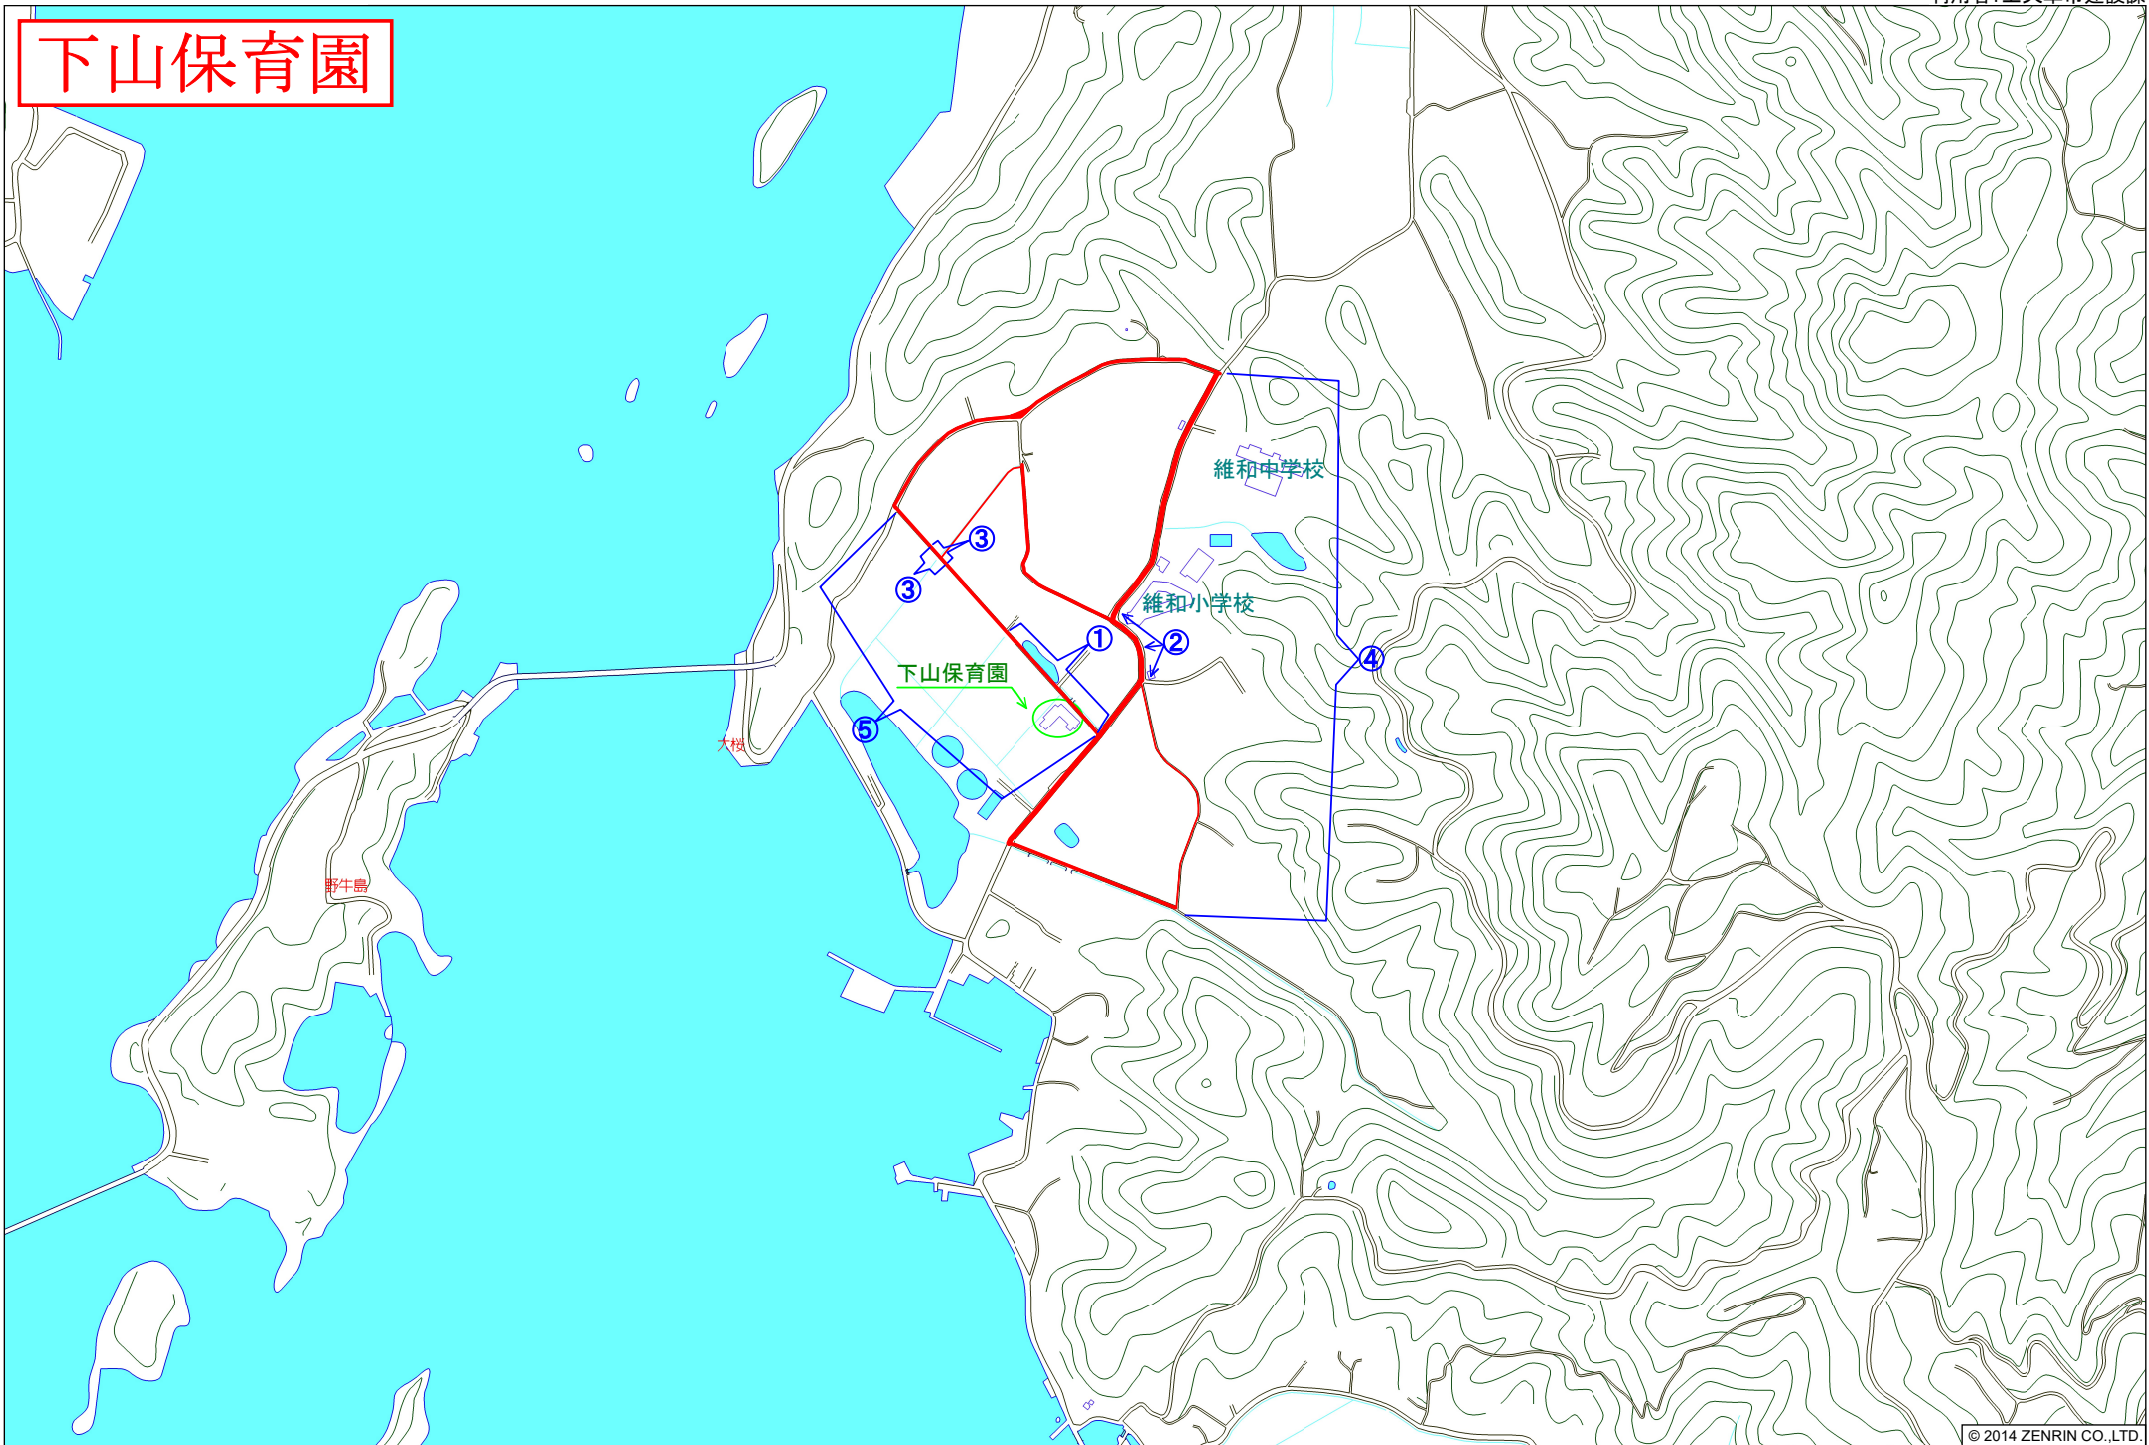 下山保育園
維和中学校
③
③
維和小学校
①
②
④
下山保育園
⑤
大桜
野牛島
© 2014 ZENRIN CO.,LTD.